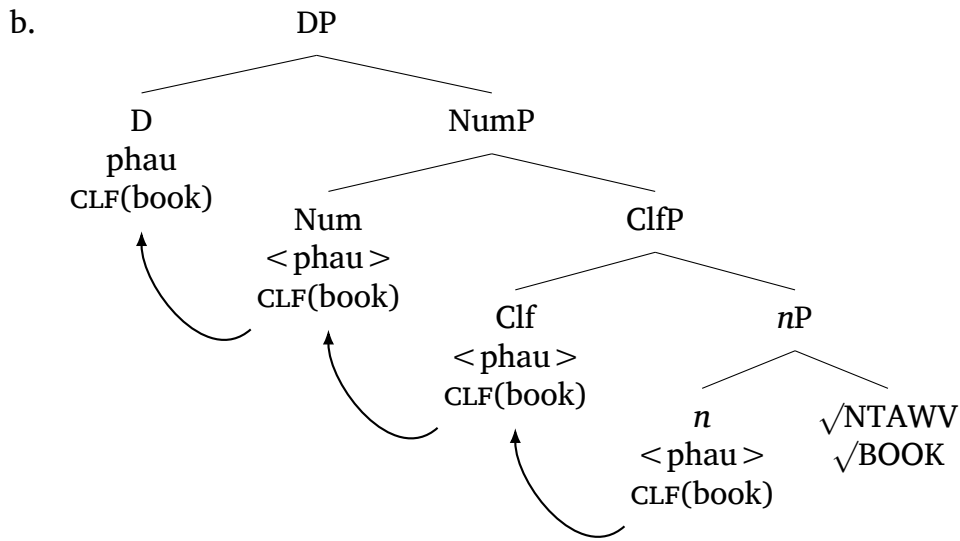 b.
DP
D
phau
CLF(book)
NumP
Num
<phau>
CLF(book)
ClfP
Clf
<phau>
CLF(book)
nP
n
<phau>
CLF(book)
√NTAWV
√BOOK